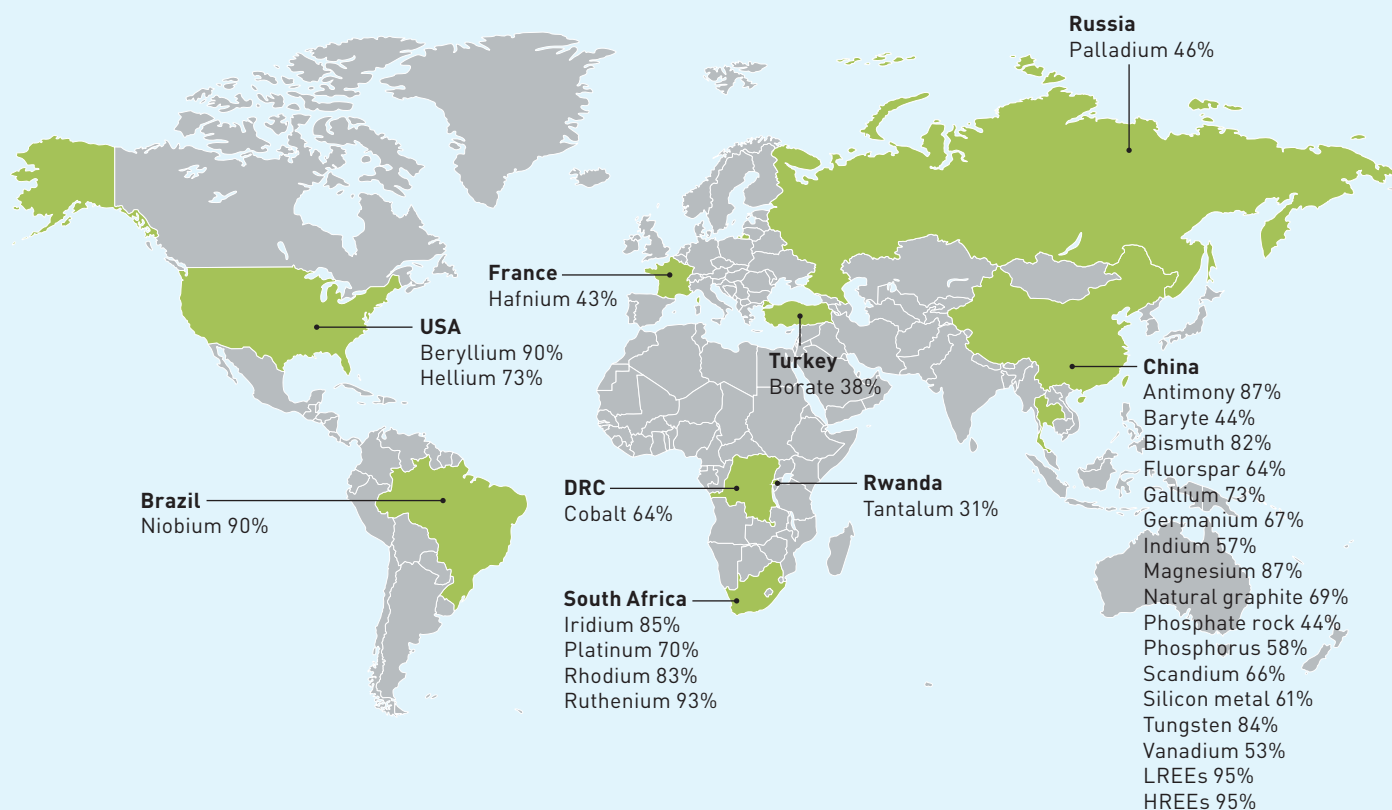 Russia
Palladium 46%
France
Hafnium 43%
USA
Beryllium 90%
Hellium 73%
Turkey
Borate 38%
China
Antimony 87%
Baryte 44%
Bismuth 82%
Fluorspar 64%
Gallium 73%
Germanium 67%
Indium 57%
Magnesium 87%
Natural graphite 69%
Phosphate rock 44%
Phosphorus 58%
Scandium 66%
Silicon metal 61%
Tungsten 84%
Vanadium 53%
LREEs 95%
HREEs 95%
Brazil
Niobium 90%
DRC
Cobalt 64%
Rwanda
Tantalum 31%
South Africa
Iridium 85%
Platinum 70%
Rhodium 83%
Ruthenium 93%